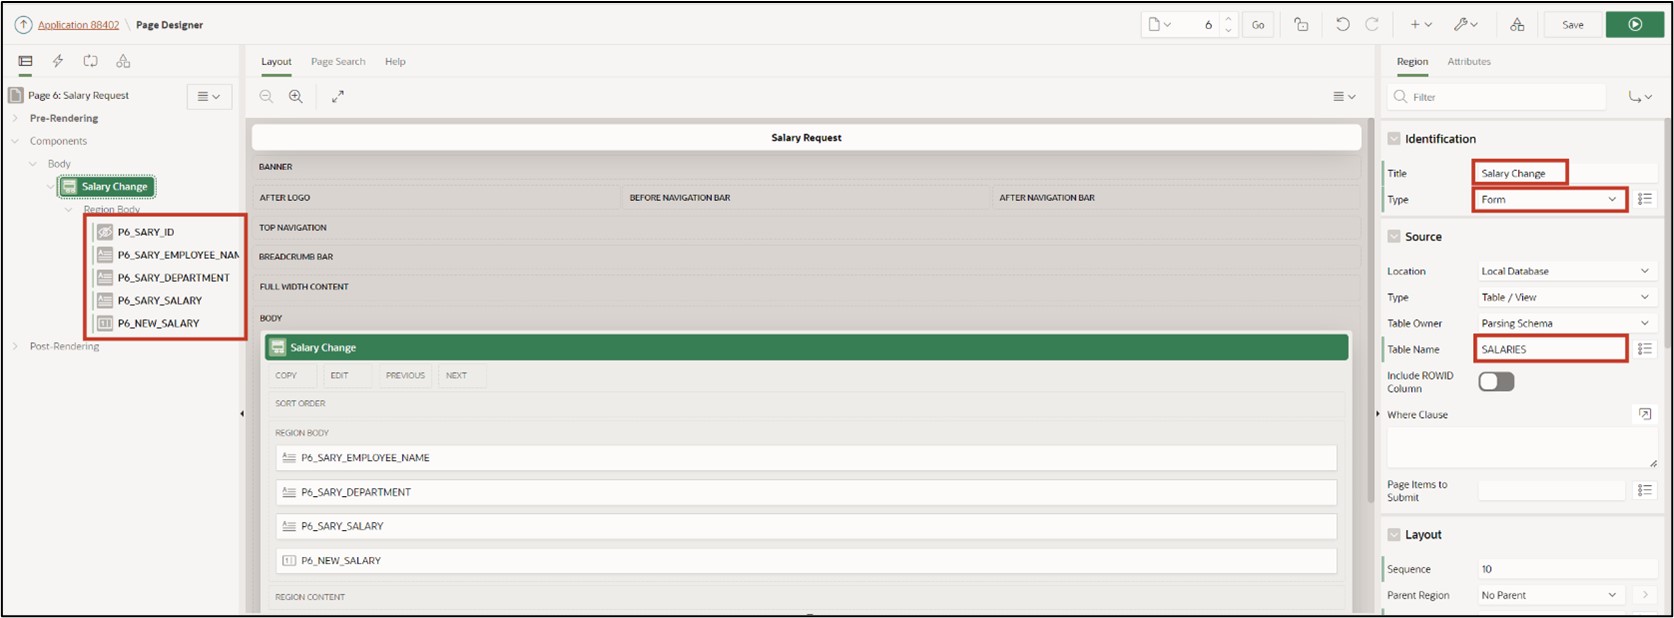 Application 88402 \ Page Designer
6
Go
Save
Layout
Page Search
Help
Region
Attributes
Page 6: Salary Request
Pre-Rendering
Components
Body
Salary Change
Region Body
P6_SARY_ID
P6_SARY_EMPLOYEE_NAM
P6_SARY_DEPARTMENT
P6_SARY_SALARY
P6_NEW_SALARY
Post-Rendering
Salary Request
BANNER
AFTER LOGO
BEFORE NAVIGATION BAR
AFTER NAVIGATION BAR
TOP NAVIGATION
BREADCRUMB BAR
FULL WIDTH CONTENT
BODY
Salary Change
COPY
EDIT
PREVIOUS
NEXT
SORT ORDER
REGION BODY
P6_SARY_EMPLOYEE_NAME
P6_SARY_DEPARTMENT
P6_SARY_SALARY
P6_NEW_SALARY
REGION CONTENT
Filter
Identification
Title
Salary Change
Type
Form
Source
Location
Local Database
Type
Table / View
Table Owner
Parsing Schema
Table Name
SALARIES
Include ROWID
Column
Where Clause
Page Items to
Submit
Layout
Sequence
10
Parent Region
No Parent